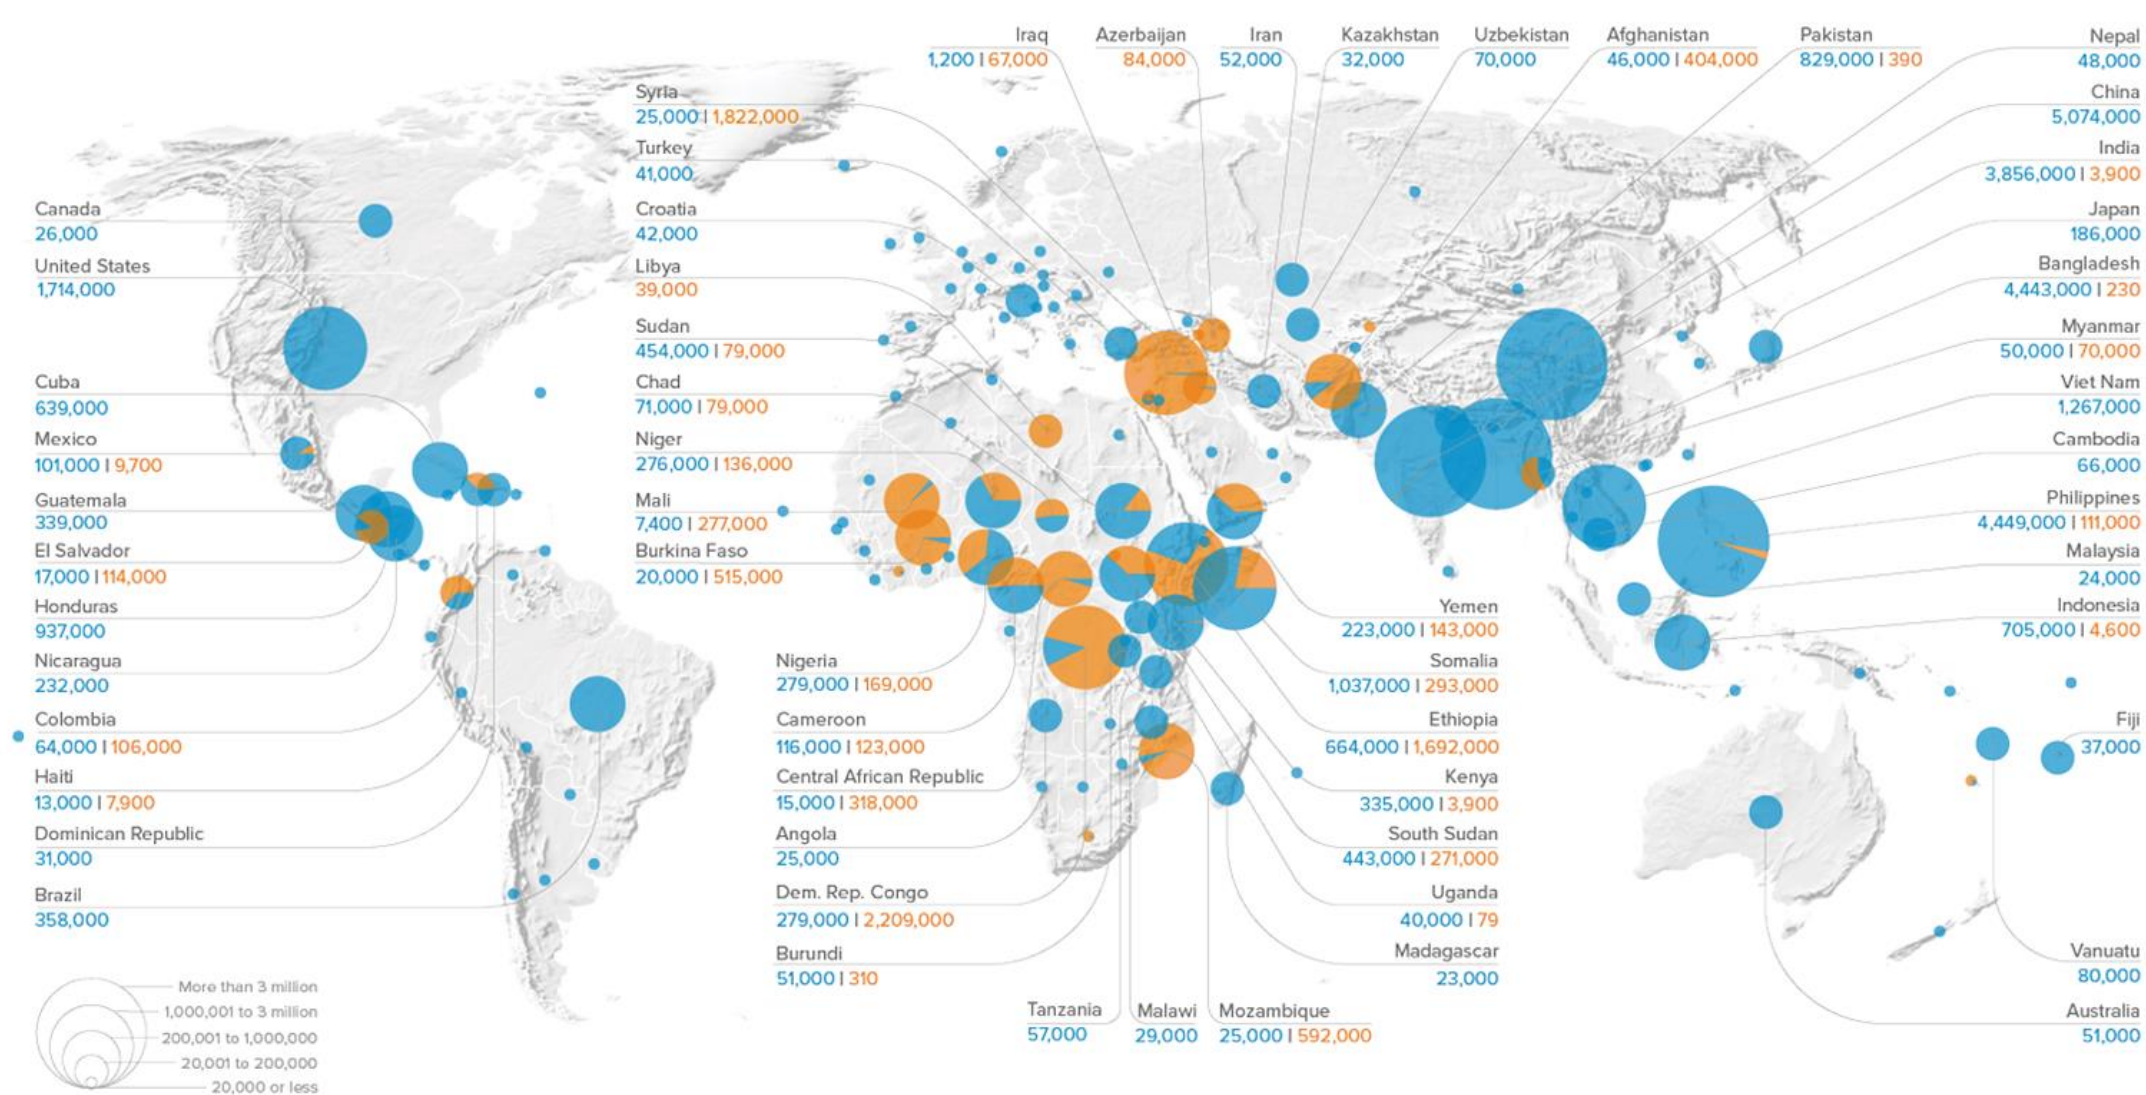 Iraq
1,200 | 67,000
Azerbaijan
84,000
Iran
52,000
Kazakhstan
32,000
Uzbekistan
70,000
Afghanistan
46,000 | 404,000
Pakistan
829,000 | 390
Nepal
48,000
China
5,074,000
India
3,856,000 | 3,900
Japan
186,000
Bangladesh
4,443,000 | 230
Myanmar
50,000 | 70,000
Viet Nam
1,267,000
Cambodia
66,000
Philippines
4,449,000 | 111,000
Malaysia
24,000
Indonesia
705,000 | 4,600
Fiji
37,000
Vanuatu
80,000
Australia
51,000
Syria
25,000 | 1,822,000
Turkey
41,000
Croatia
42,000
Libya
39,000
Sudan
454,000 | 79,000
Chad
71,000 | 79,000
Niger
276,000 | 136,000
Mali
7,400 | 277,000
Burkina Faso
20,000 | 515,000
Canada
26,000
United States
1,714,000
Cuba
639,000
Mexico
101,000 | 9,700
Guatemala
339,000
El Salvador
17,000 | 114,000
Honduras
937,000
Nicaragua
232,000
Colombia
64,000 | 106,000
Haiti
13,000 | 7,900
Dominican Republic
31,000
Brazil
358,000
Nigeria
279,000 | 169,000
Cameroon
116,000 | 123,000
Central African Republic
15,000 | 318,000
Angola
25,000
Dem. Rep. Congo
279,000 | 2,209,000
Burundi
51,000 | 310
Yemen
223,000 | 143,000
Somalia
1,037,000 | 293,000
Ethiopia
664,000 | 1,692,000
Kenya
335,000 | 3,900
South Sudan
443,000 | 271,000
Uganda
40,000 | 79
Madagascar
23,000
Tanzania
57,000
Malawi
29,000
Mozambique
25,000 | 592,000
More than 3 million
1,000,001 to 3 million
200,001 to 1,000,000
20,001 to 200,000
20,000 or less